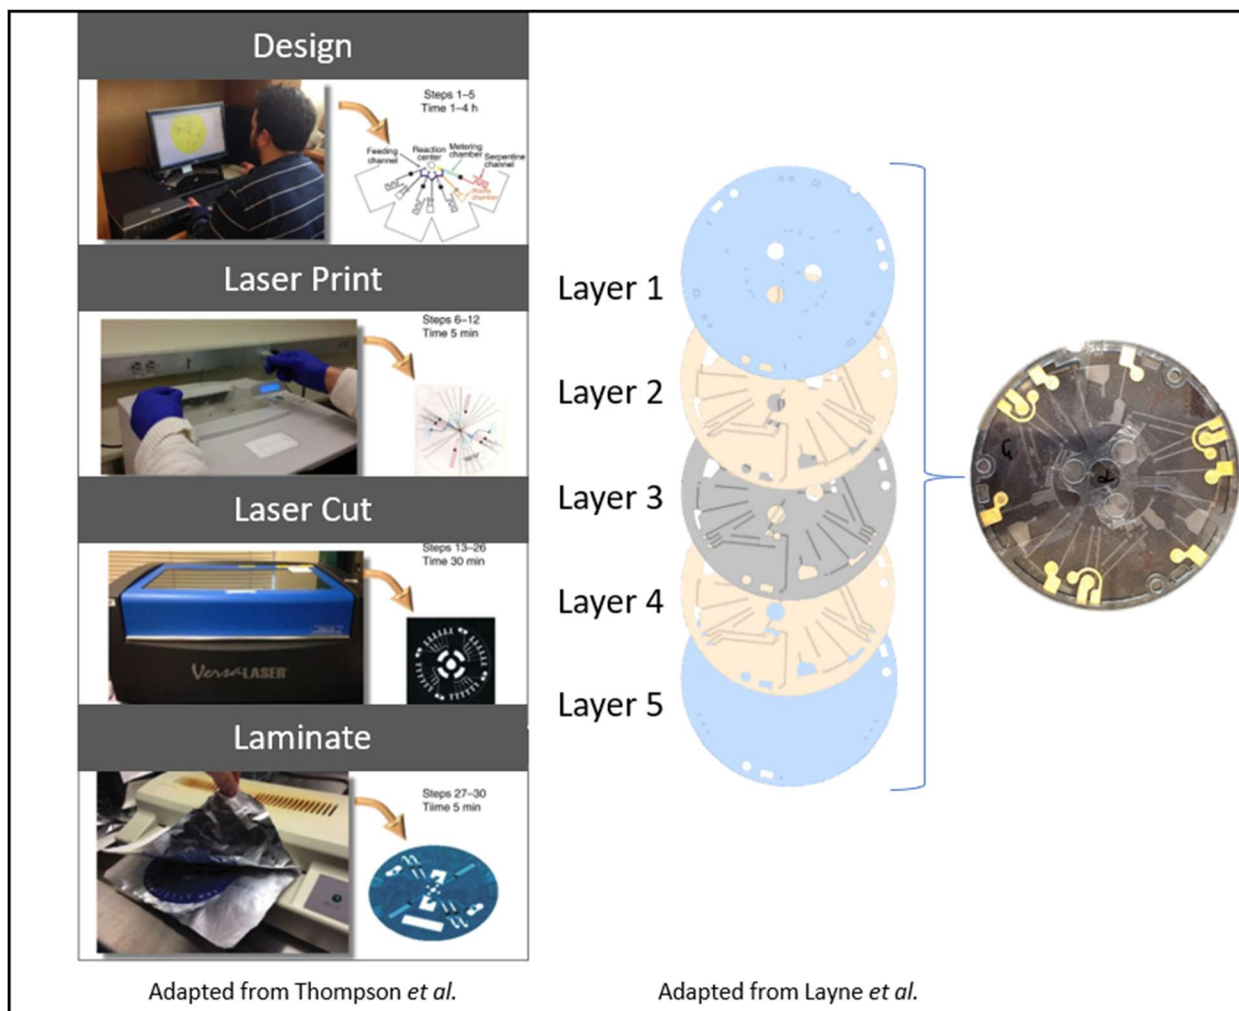 Design
Steps 1–5
Time 1–4 h
Feeding
channel
Reaction
center
Metering
chamber
Serpentine
channel
Waste
chamber
Laser Print
Steps 6–12
Time 5 min
Laser Cut
Steps 13–26
Time 30 min
VERSALASER
Laminate
Steps 27–30
Tiime 5 min
Adapted from Thompson et al.
Layer 1
Layer 2
Layer 3
Layer 4
Layer 5
Adapted from Layne et al.